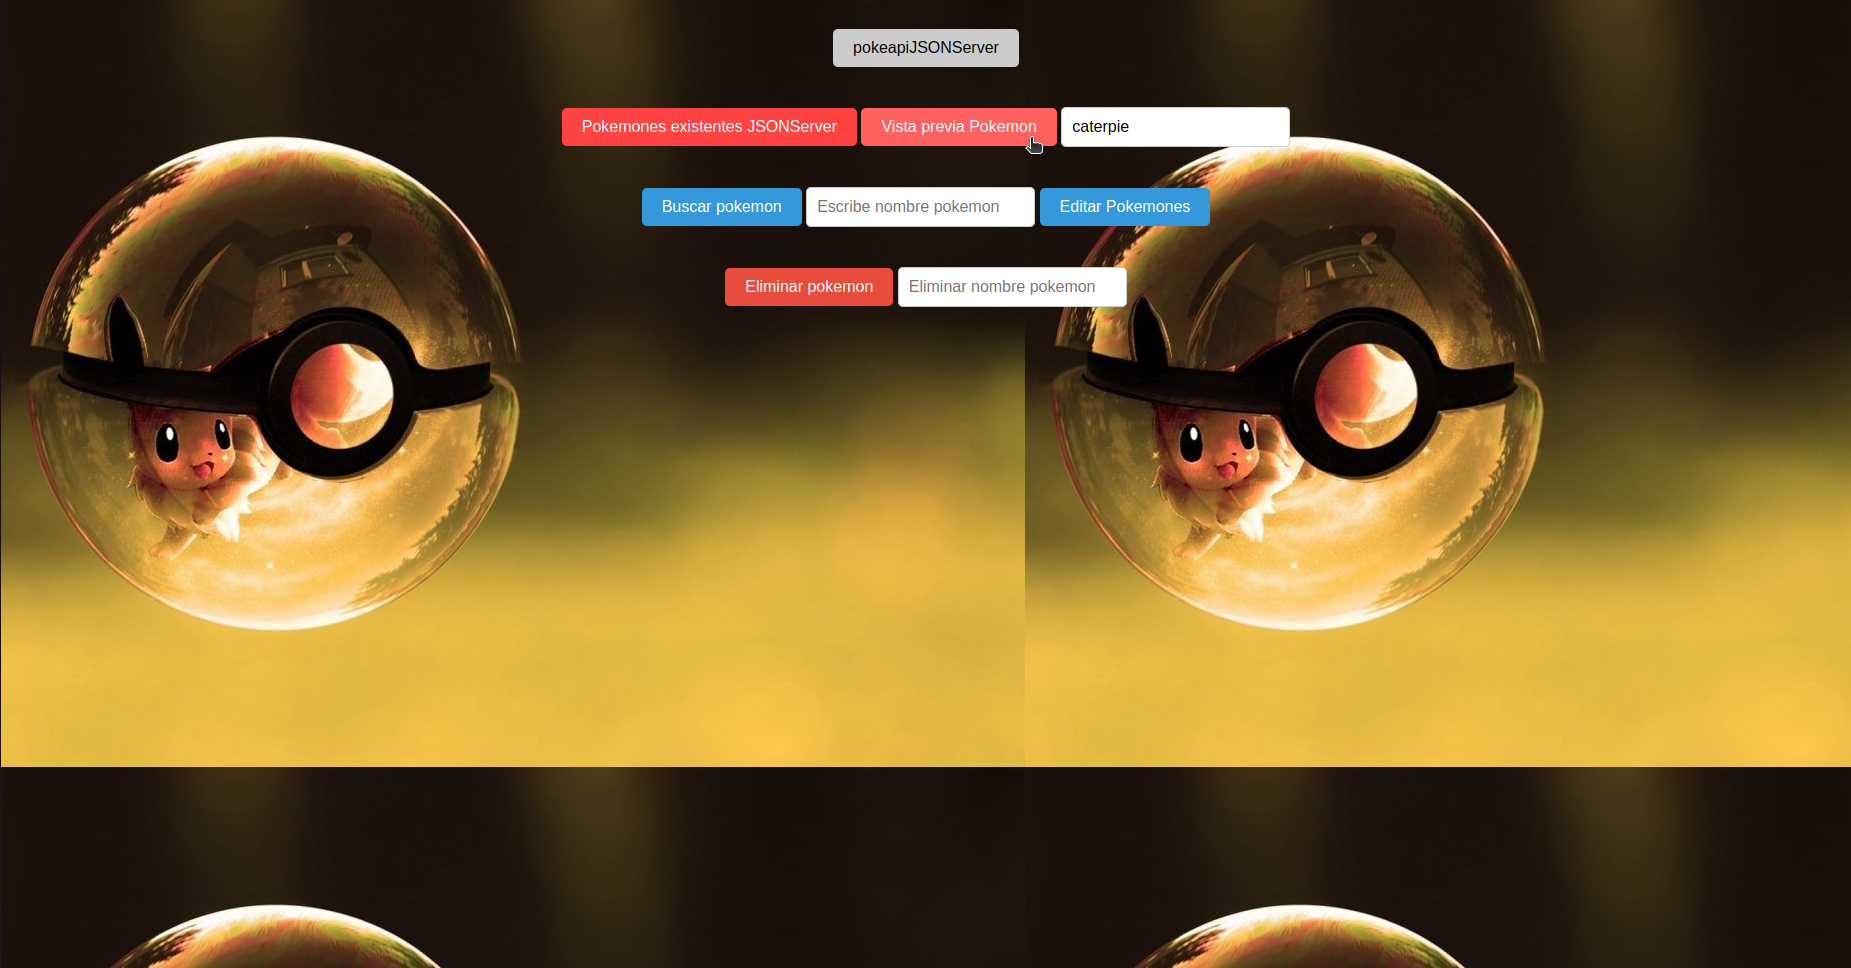 pokeapiJSONServer
Pokemones existentes JSONServer Vista previa Pokemon caterpie
Buscar pokemon Escribe nombre pokemon Editar Pokemones
Eliminar pokemon Eliminar nombre pokemon